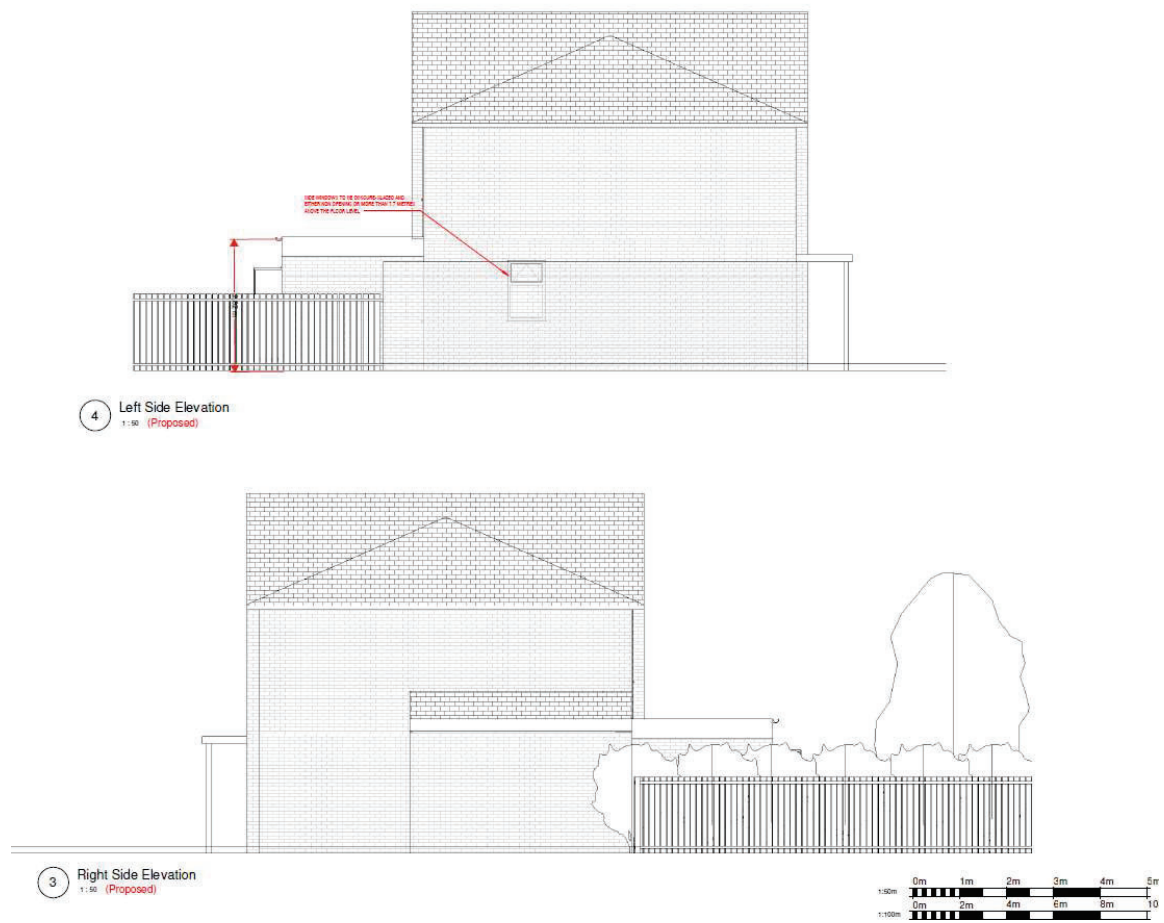 SIDE WINDOWS TO BE OBSCURE-GLAZED AND
EITHER NON OPENING OR MORE THAN 1.7 METRES
ABOVE THE FLOOR LEVEL
4
Left Side Elevation
1 : 50 (Proposed)
3
Right Side Elevation
1 : 50 (Proposed)
0m 1m 2m 3m 4m 5m
1:50m
0m 2m 4m 6m 8m 10
1:100m